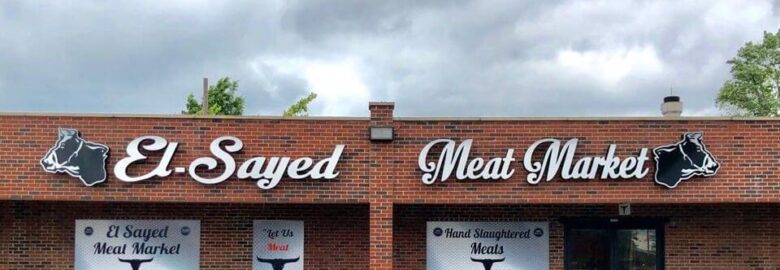 El-Sayed Meat Market
El Sayed
Meat Market
"Let Us
Meat
Hand Slaughtered
Meats